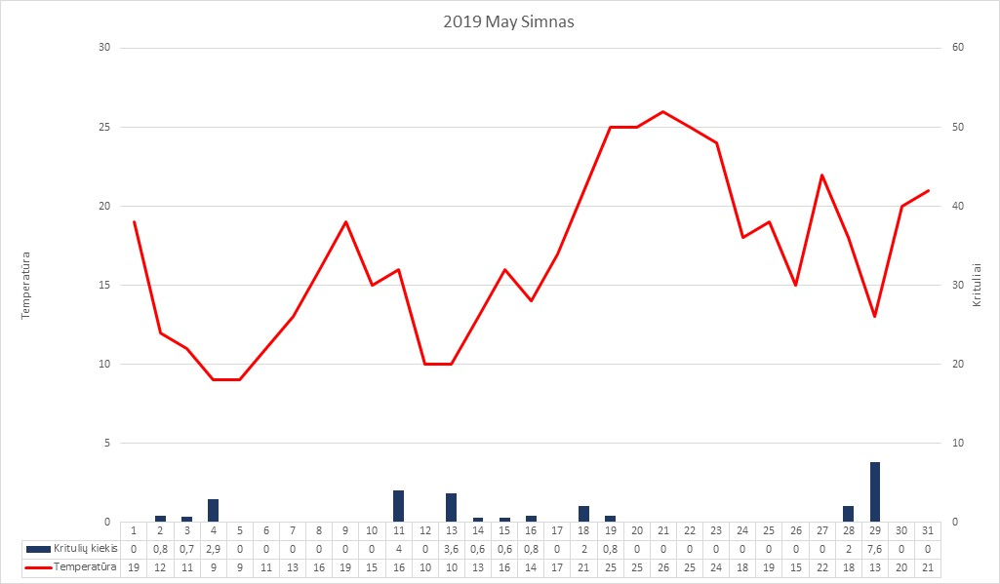 2019 May Simnas
30 60
25 50
20 40
15 30
10 20
5 10
0 0
Temperatūra
Krituliai
1 2 3 4 5 6 7 8 9 10 11 12 13 14 15 16 17 18 19 20 21 22 23 24 25 26 27 28 29 30 31
Kritulių kiekis 0 0,8 0,7 2,9 0 0 0 0 0 0 4 0 3,6 0,6 0,6 0,8 0 2 0,8 0 0 0 0 0 0 0 0 2 7,6 0 0
Temperatūra 19 12 11 9 9 11 13 16 19 15 16 10 10 13 16 14 17 21 25 25 26 25 24 18 19 15 22 18 13 20 21